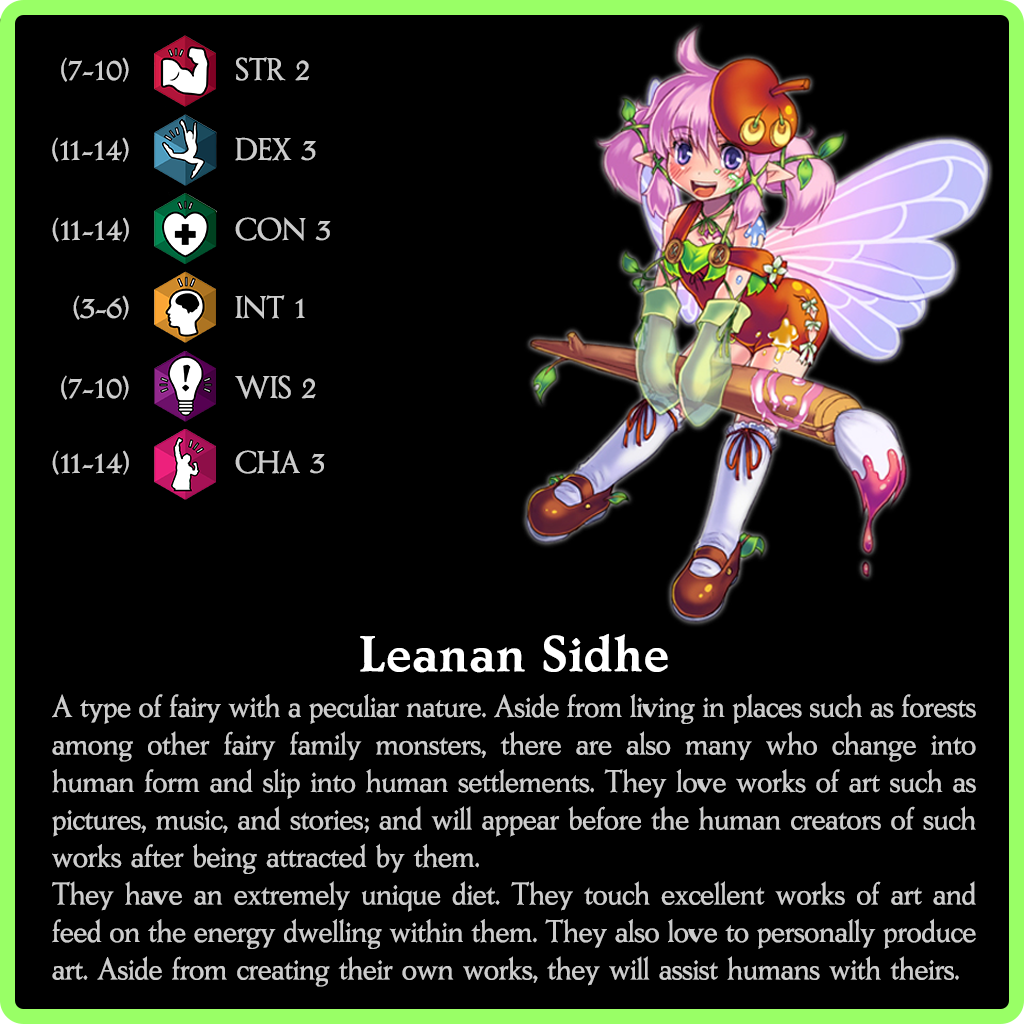 (7-10) STR 2
(11-14) DEX 3
(11-14) CON 3
(3-6) INT 1
(7-10) WIS 2
(11-14) CHA 3
Leanan Sidhe
A type of fairy with a peculiar nature. Aside from living in places such as forests
among other fairy family monsters, there are also many who change into
human form and slip into human settlements. They love works of art such as
pictures, music, and stories; and will appear before the human creators of such
works after being attracted by them.
They have an extremely unique diet. They touch excellent works of art and
feed on the energy dwelling within them. They also love to personally produce
art. Aside from creating their own works, they will assist humans with theirs.